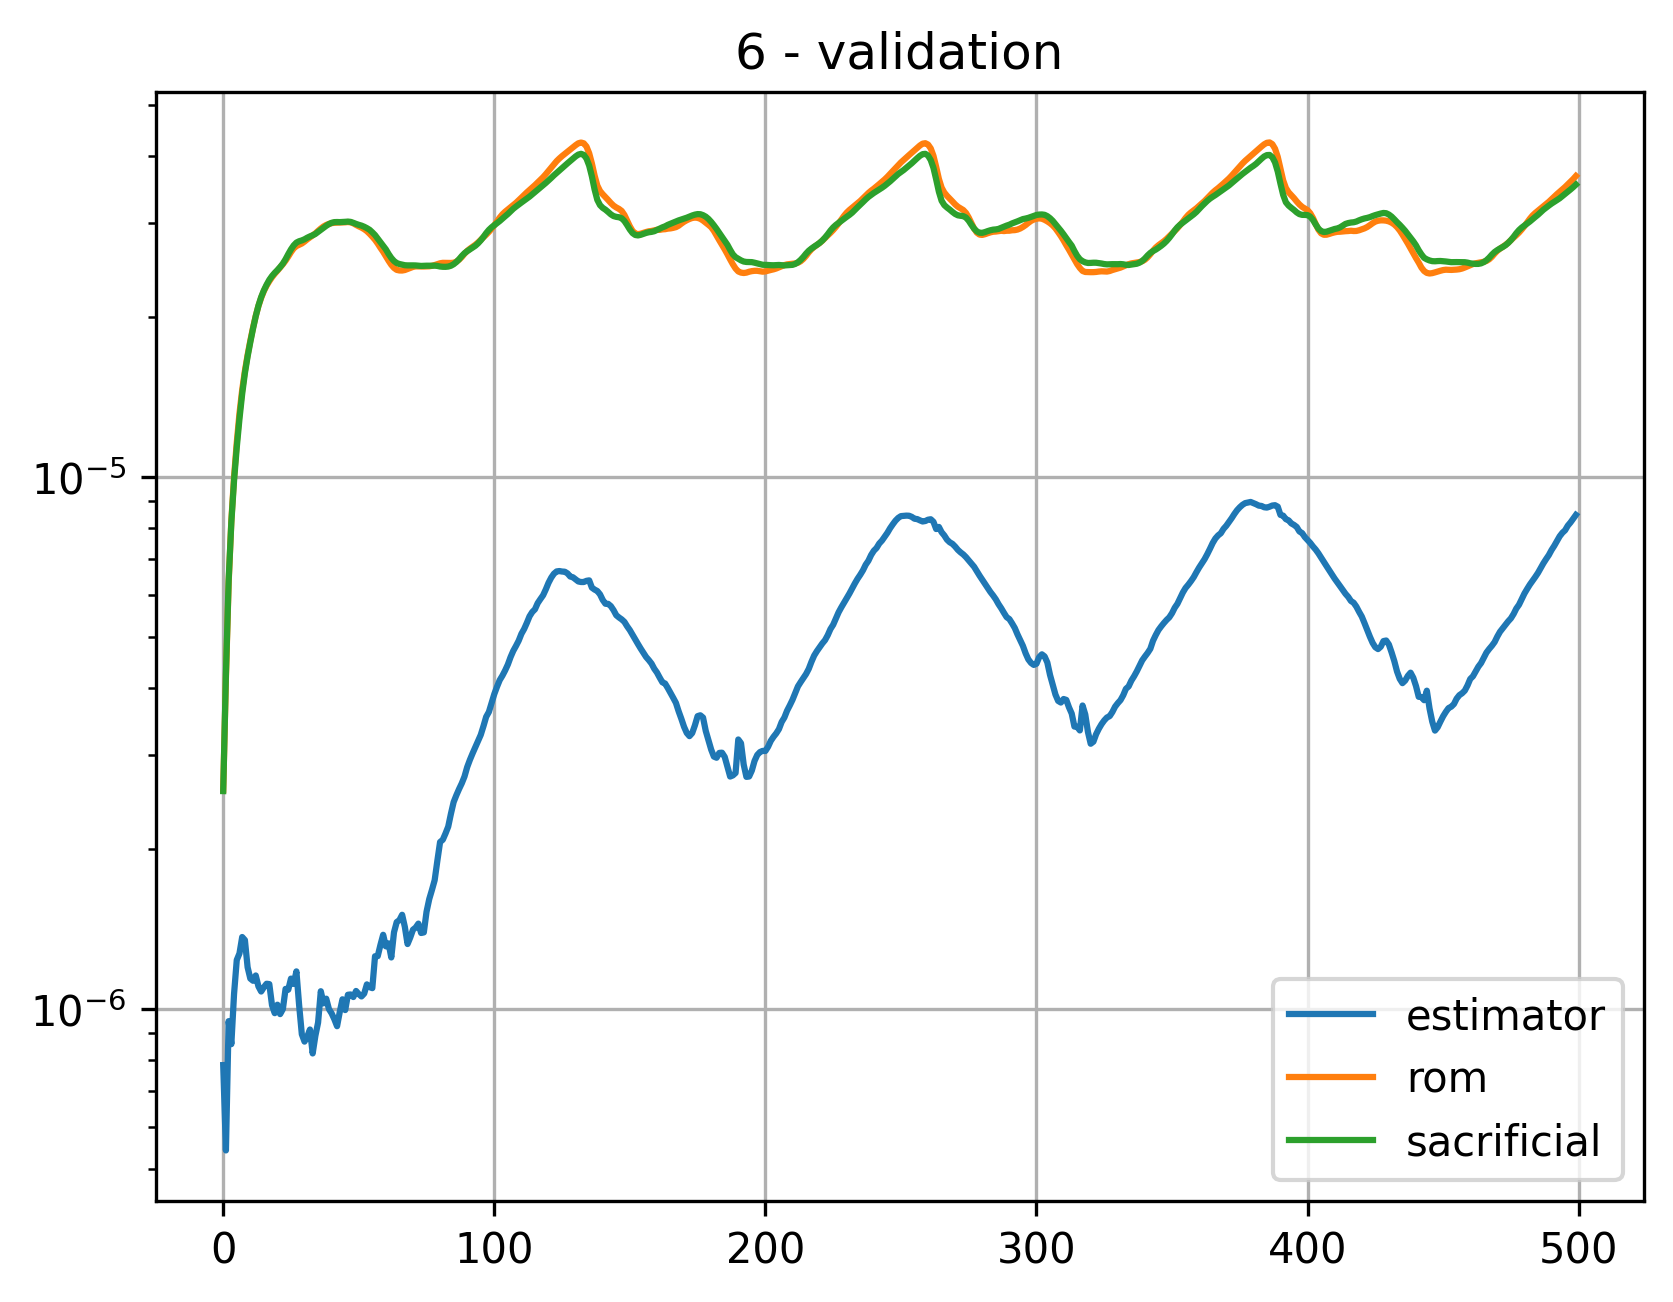 6 - validation
10⁻⁵
10⁻⁶
estimator
rom
sacrificial
0 100 200 300 400 500